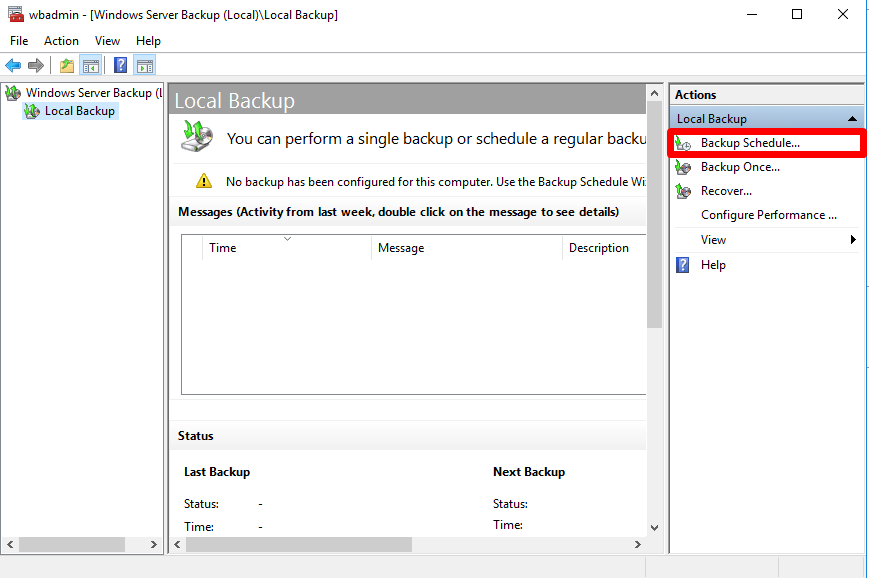 wbadmin - [Windows Server Backup (Local)\Local Backup]
File Action View Help
Windows Server Backup (L
Local Backup
Local Backup
You can perform a single backup or schedule a regular backu
No backup has been configured for this computer. Use the Backup Schedule Wi
Messages (Activity from last week, double click on the message to see details)
Time Message Description
Status
Last Backup Next Backup
Status: - Status:
Time: - Time:
Actions
Local Backup
Backup Schedule...
Backup Once...
Recover...
Configure Performance ...
View
Help